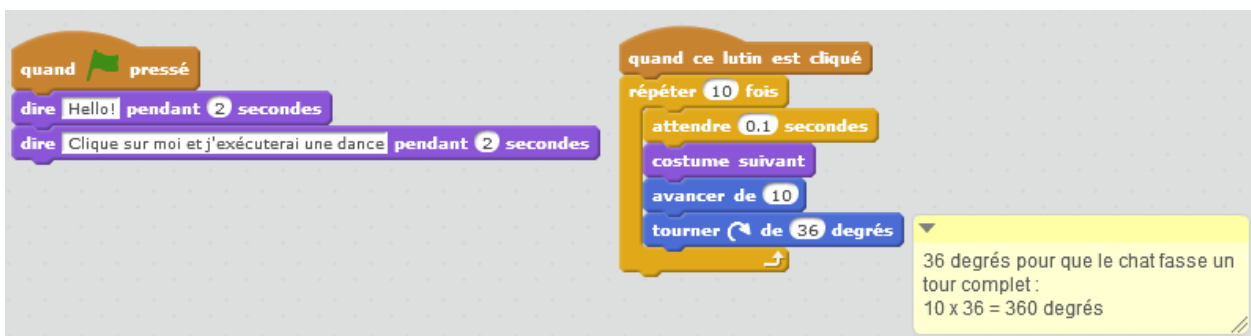 quand pressé
dire Hello! pendant 2 secondes
dire Clique sur moi et j'exécuterai une dance pendant 2 secondes
quand ce lutin est cliqué
répéter 10 fois
attendre 0.1 secondes
costume suivant
avancer de 10
tourner de 36 degrés
36 degrés pour que le chat fasse un
tour complet :
10 x 36 = 360 degrés